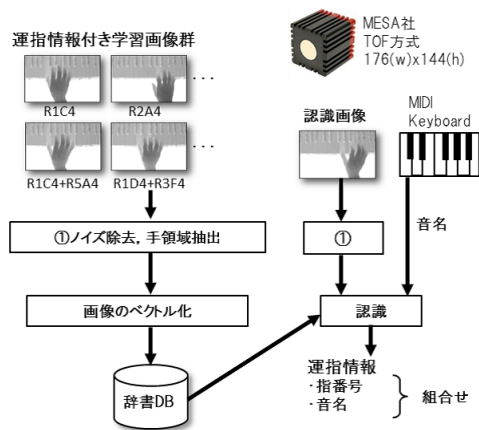 運指情報付き学習画像群
R1C4
R2A4
･･･
R1C4+R5A4
R1D4+R3F4
･･･
①ノイズ除去，手領域抽出
画像のベクトル化
辞書DB
MESA社
TOF方式
176(w)x144(h)
認識画像
MIDI
Keyboard
①
音名
認識
運指情報
･指番号
･音名
組合せ